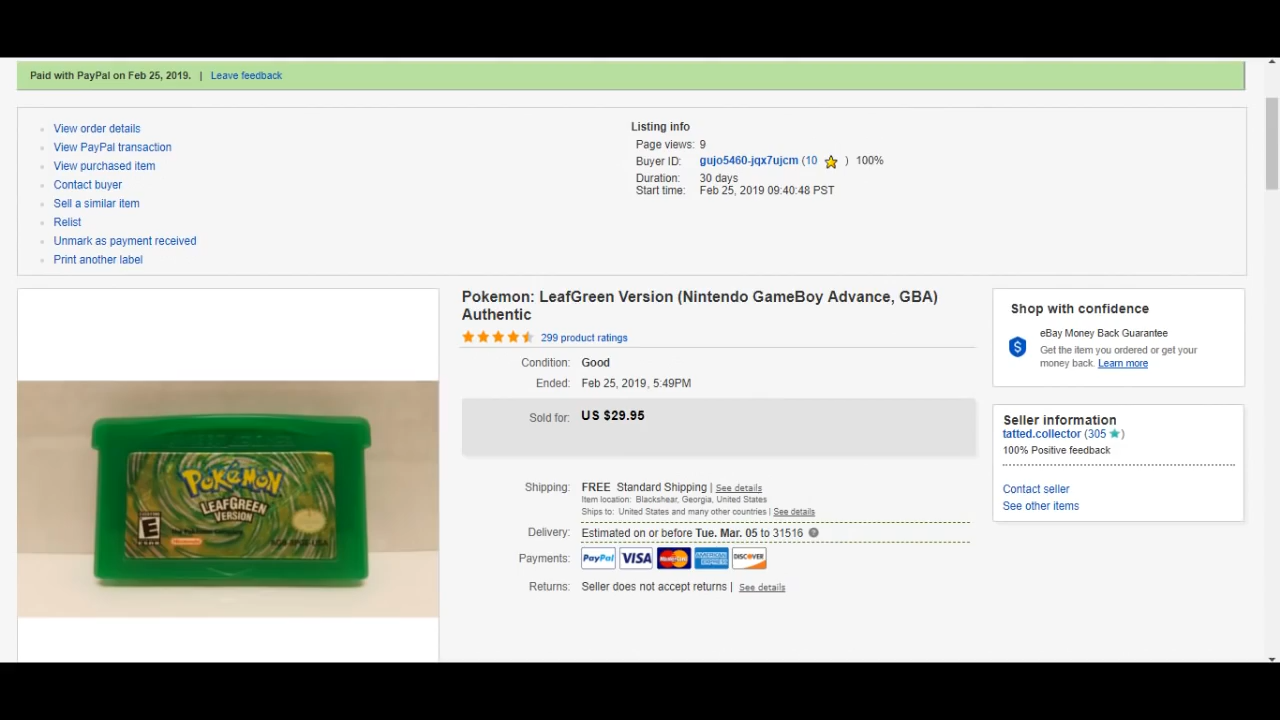 Paid with PayPal on Feb 25, 2019. | Leave feedback
View order details
View PayPal transaction
View purchased item
Contact buyer
Sell a similar item
Relist
Unmark as payment received
Print another label
Listing info
Page views: 9
Buyer ID: gujo5460-jqx7ujcm (10 ) 100%
Duration: 30 days
Start time: Feb 25, 2019 09:40:48 PST
POKéMON
LEAFGREEN
VERSION
E
Nintendo
Pokemon: LeafGreen Version (Nintendo GameBoy Advance, GBA)
Authentic
299 product ratings
Condition: Good
Ended: Feb 25, 2019, 5:49PM
Sold for: US $29.95
Shipping: FREE Standard Shipping | See details
Item location: Blackshear, Georgia, United States
Ships to: United States and many other countries | See details
Delivery: Estimated on or before Tue. Mar. 05 to 31516
Payments: PayPal VISA MasterCard AMERICAN EXPRESS DISCOVER
Returns: Seller does not accept returns | See details
Shop with confidence
eBay Money Back Guarantee
Get the item you ordered or get your
money back. Learn more
Seller information
tatted.collector (305 )
100% Positive feedback
Contact seller
See other items